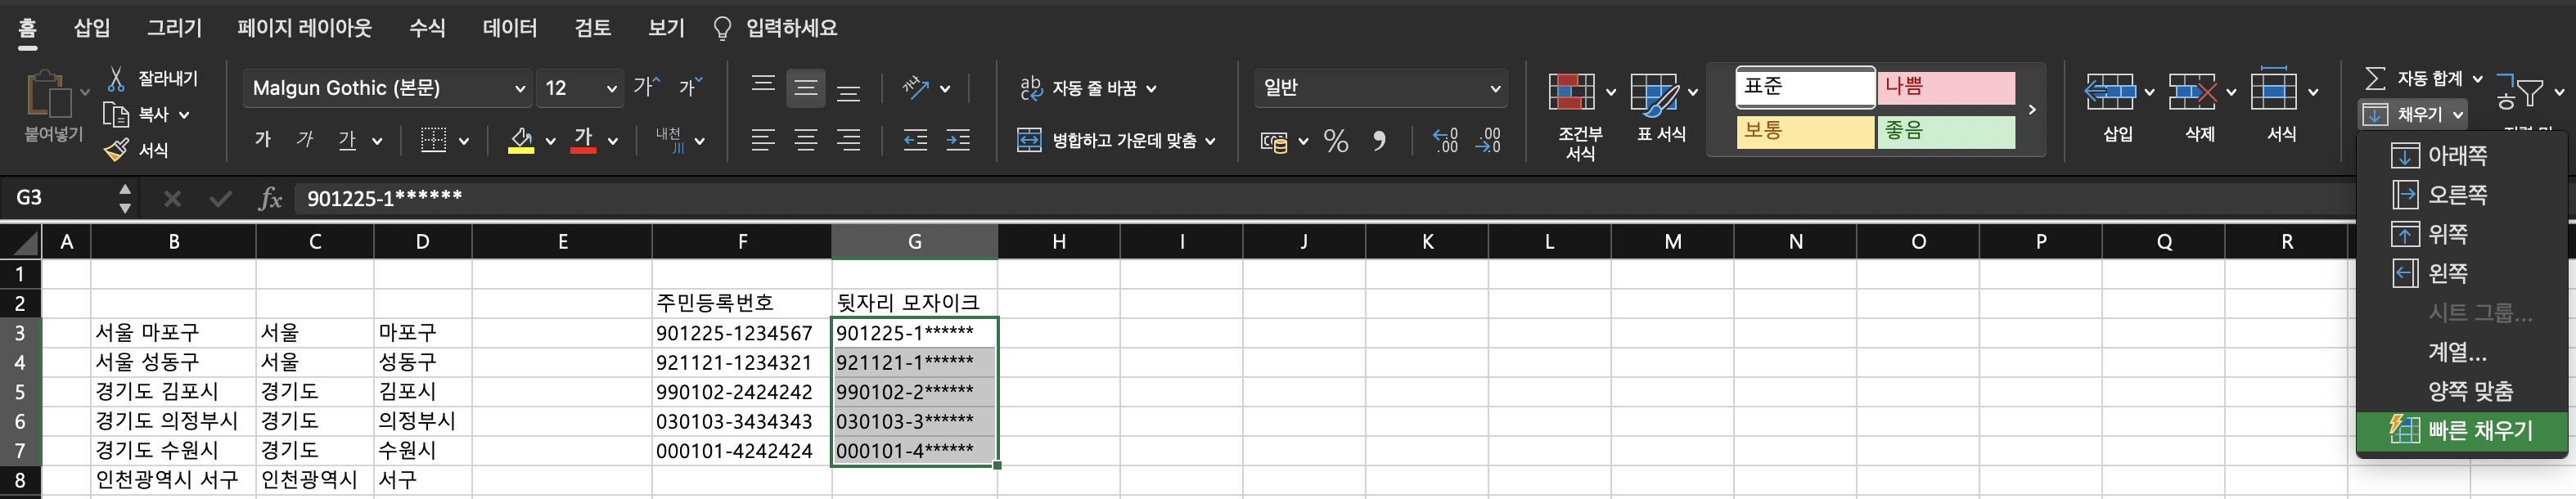 홈 삽입 그리기 페이지 레이아웃 수식 데이터 검토 보기 입력하세요
붙여넣기
잘라내기
복사
서식
Malgun Gothic (본문) 12 가 가
가 가 가 가 내천 川
자동 줄 바꿈
병합하고 가운데 맞춤
일반
% .00 .00
조건부 서식
표 서식
표준 나쁨
보통 좋음
삽입 삭제 서식
자동 합계
채우기
아래쪽
오른쪽
위쪽
왼쪽
시트 그룹...
계열...
양쪽 맞춤
빠른 채우기
G3 fx 901225-1******
A B C D E F G H I J K L M N O P Q R
1
2 주민등록번호 뒷자리 모자이크
3 서울 마포구 서울 마포구 901225-1234567 901225-1******
4 서울 성동구 서울 성동구 921121-1234321 921121-1******
5 경기도 김포시 경기도 김포시 990102-2424242 990102-2******
6 경기도 의정부시 경기도 의정부시 030103-3434343 030103-3******
7 경기도 수원시 경기도 수원시 000101-4242424 000101-4******
8 인천광역시 서구 인천광역시 서구